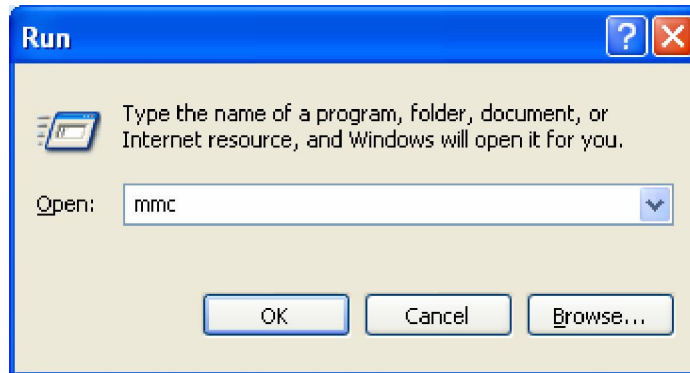 Run
Type the name of a program, folder, document, or
Internet resource, and Windows will open it for you.
Open: mmc
OK Cancel Browse...